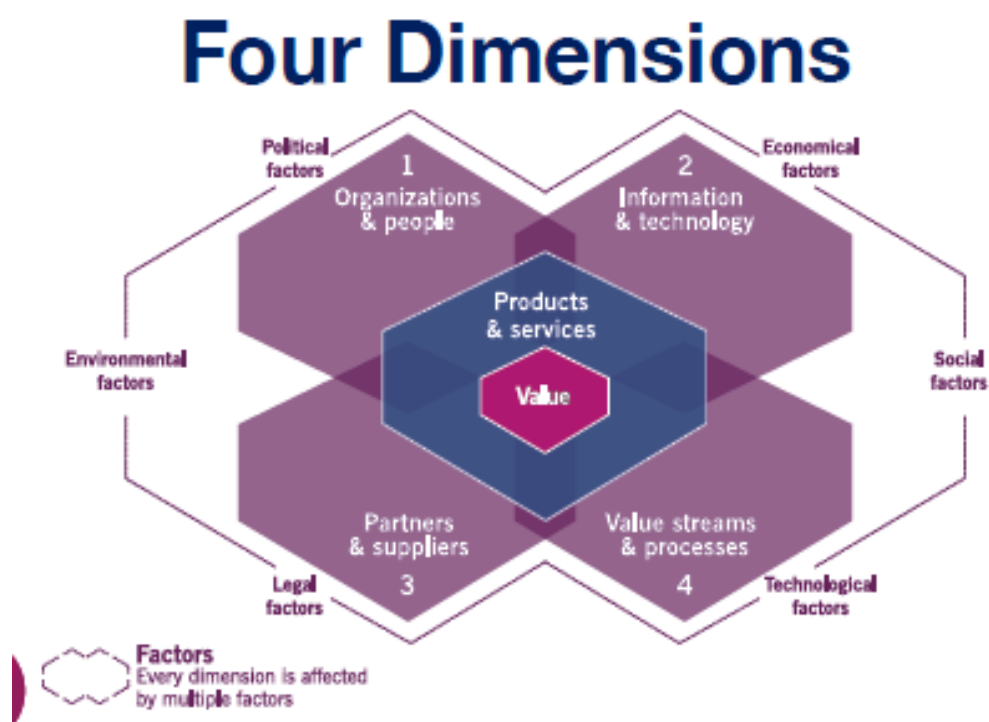 Four Dimensions
Political
factors
Economical
factors
1
Organizations
& people
2
Information
& technology
Products
& services
Value
Environmental
factors
Social
factors
Partners
& suppliers
3
Value streams
& processes
4
Legal
factors
Technological
factors
Factors
Every dimension is affected
by multiple factors